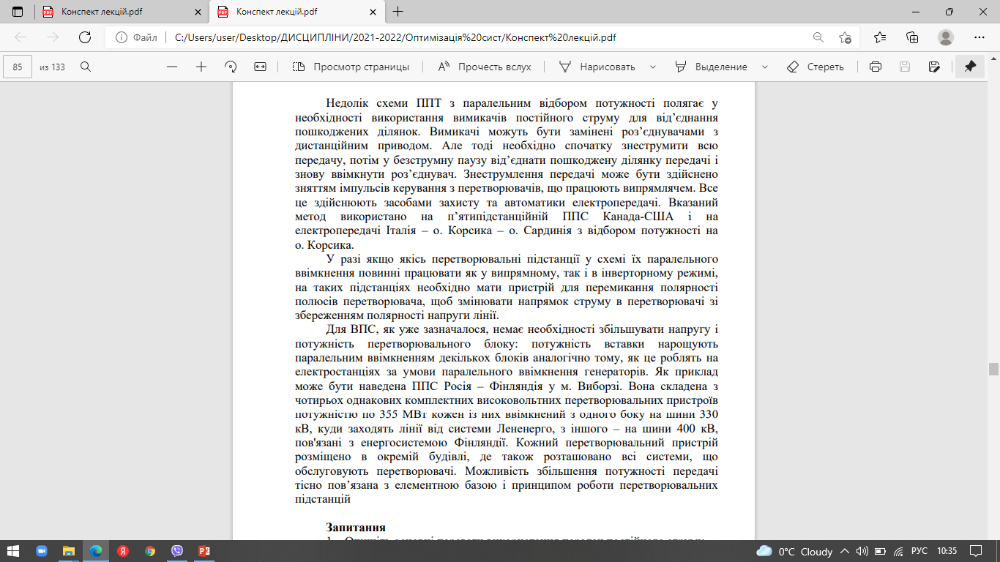 Конспект лекцій.pdf
Конспект лекцій.pdf
Файл
C:/Users/user/Desktop/ДИСЦИПЛІНИ/2021-2022/Оптимізація%20сист/Конспект%20лекцій.pdf
85 из 133
Просмотр страницы
Прочесть вслух
Нарисовать
Выделение
Стереть
Недолік схеми ППТ з паралельним відбором потужності полягає у
необхідності використання вимикачів постійного струму для від’єднання
пошкоджених ділянок. Вимикачі можуть бути замінені роз’єднувачами з
дистанційним приводом. Але тоді необхідно спочатку знеструмити всю
передачу, потім у безструмну паузу від’єднати пошкоджену ділянку передачі і
знову ввімкнути роз’єднувач. Знеструмлення передачі може бути здійснено
зняттям імпульсів керування з перетворювачів, що працюють випрямлячем. Все
це здійснюють засобами захисту та автоматики електропередачі. Вказаний
метод використано на п’ятипідстанційній ППС Канада-США і на
електропередачі Італія – о. Корсика – о. Сардинія з відбором потужності на
о. Корсика.
У разі якщо якісь перетворювальні підстанції у схемі їх паралельного
ввімкнення повинні працювати як у випрямному, так і в інверторному режимі,
на таких підстанціях необхідно мати пристрій для перемикання полярності
полюсів перетворювача, щоб змінювати напрямок струму в перетворювачі зі
збереженням полярності напруги лінії.
Для ВПС, як уже зазначалося, немає необхідності збільшувати напругу і
потужність перетворювального блоку: потужність вставки нарощують
паралельним ввімкненням декількох блоків аналогічно тому, як це роблять на
електростанціях за умови паралельного ввімкнення генераторів. Як приклад
може бути наведена ППС Росія – Фінляндія у м. Виборзі. Вона складена з
чотирьох однакових комплектних високовольтних перетворювальних пристроїв
потужністю по 355 МВт кожен із них ввімкнений з одного боку на шини 330
кВ, куди заходять лінії від системи Лененерго, з іншого – на шини 400 кВ,
пов'язані з енергосистемою Фінляндії. Кожний перетворювальний пристрій
розміщено в окремій будівлі, де також розташовано всі системи, що
обслуговують перетворювачі. Можливість збільшення потужності передачі
тісно пов’язана з елементною базою і принципом роботи перетворювальних
підстанцій
Запитання
0°C Cloudy
РУС
10:35